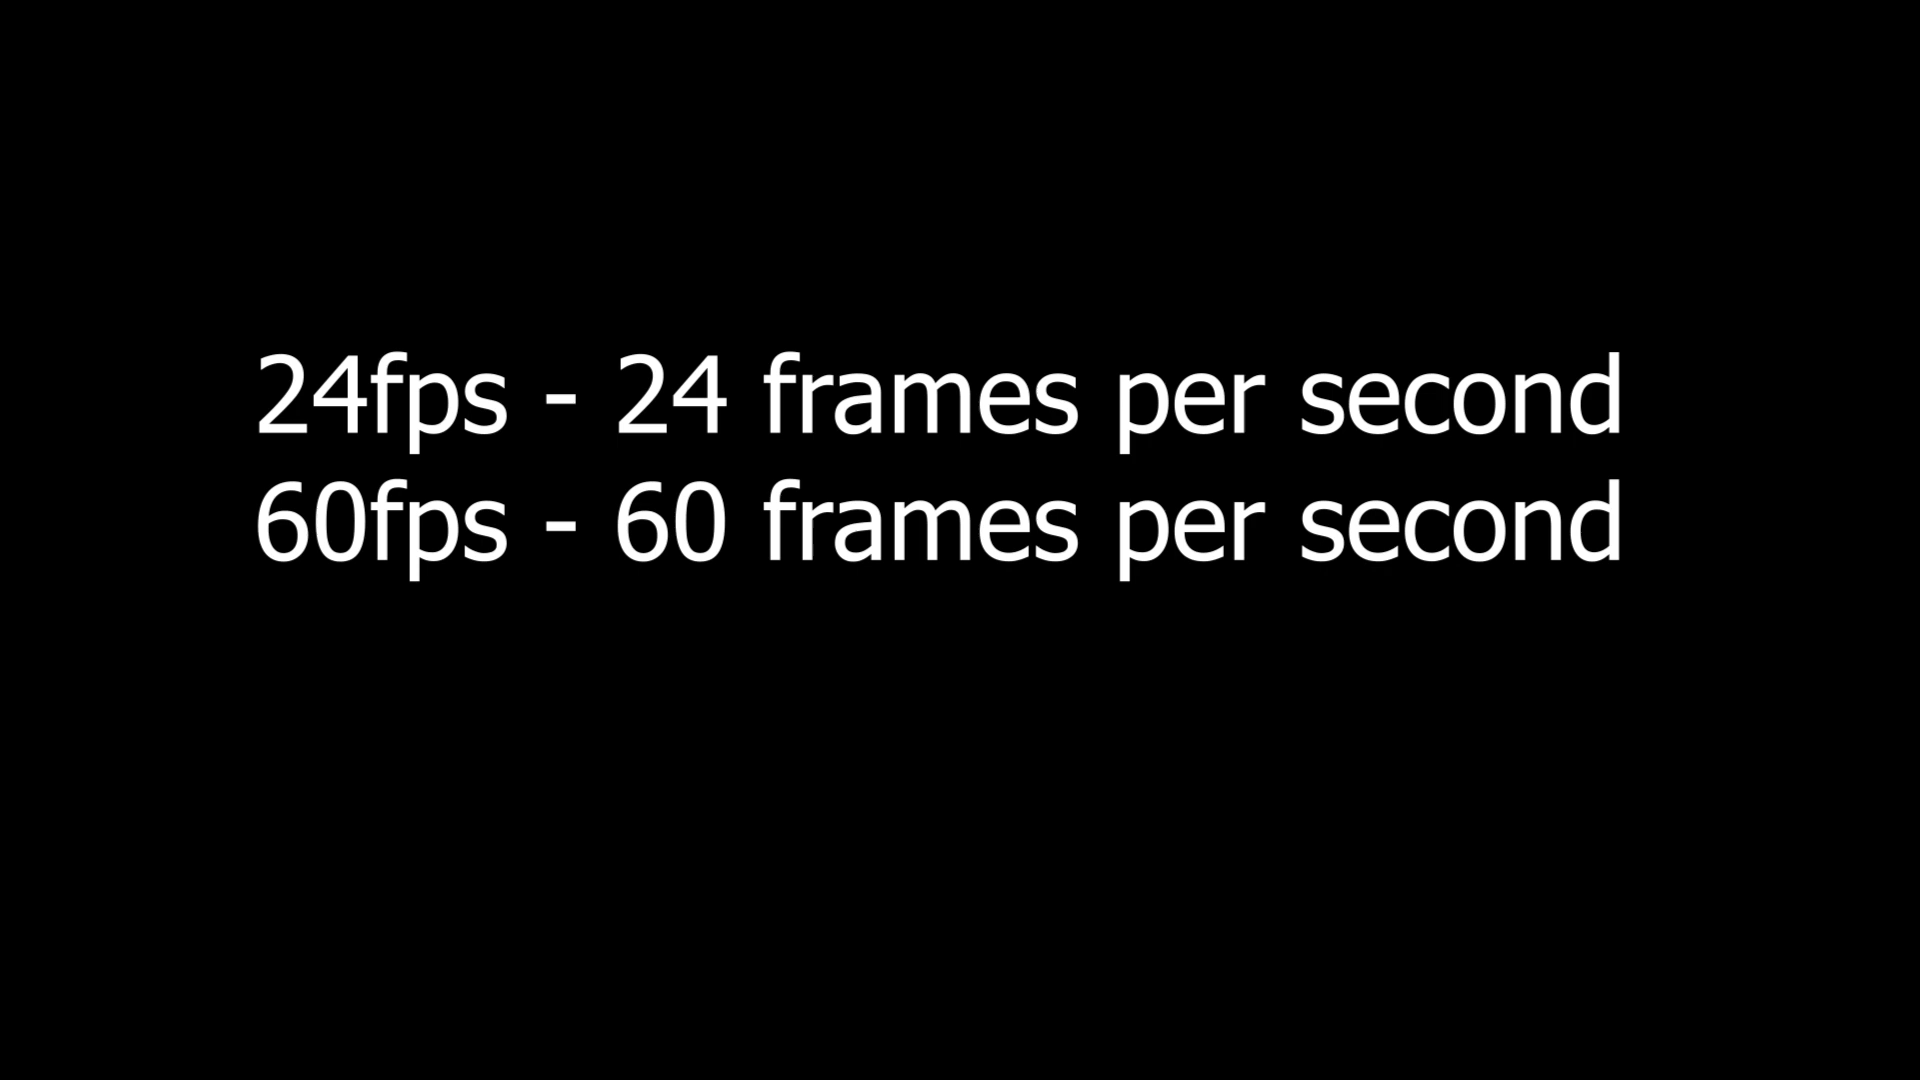 24fps - 24 frames per second
60fps - 60 frames per second